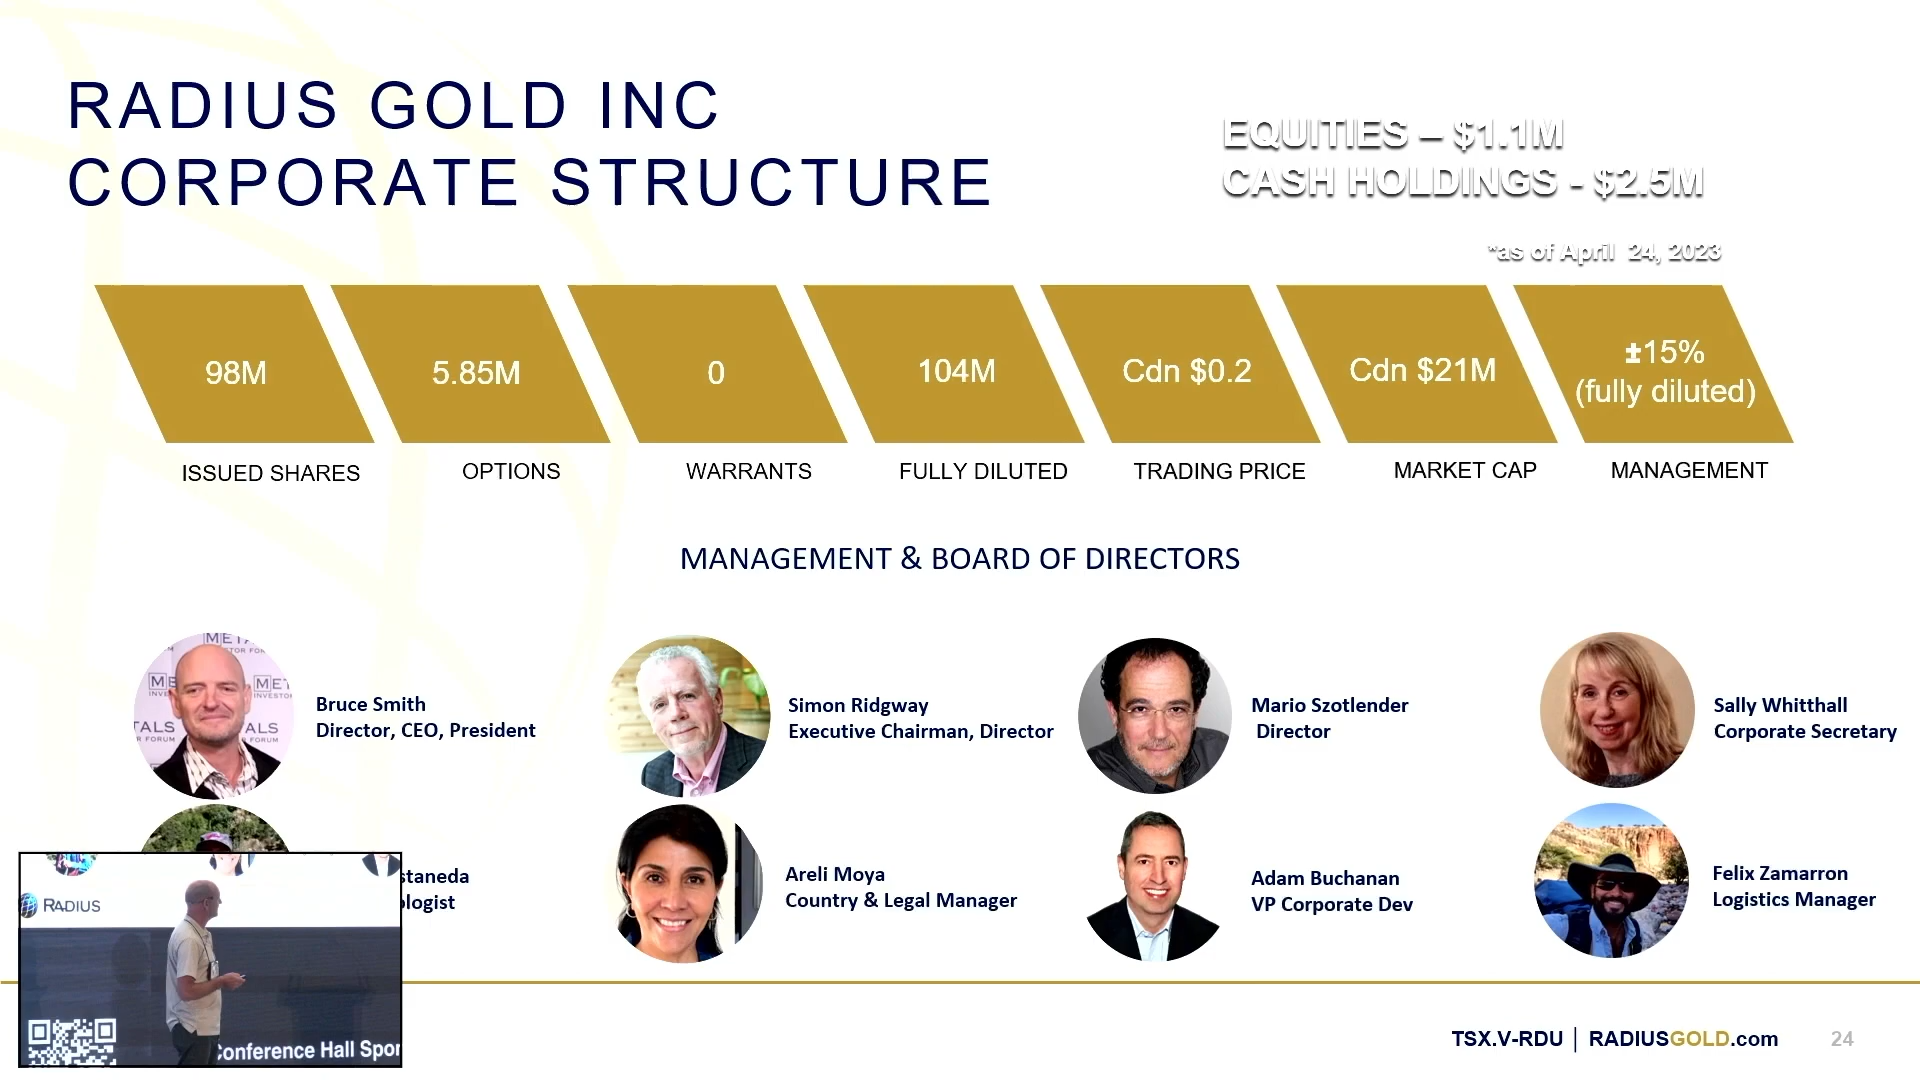 RADIUS GOLD INC
CORPORATE STRUCTURE
EQUITIES – $1.1M
CASH HOLDINGS - $2.5M
*as of April 24, 2023
98M
5.85M
0
104M
Cdn $0.2
Cdn $21M
±15%
(fully diluted)
ISSUED SHARES
OPTIONS
WARRANTS
FULLY DILUTED
TRADING PRICE
MARKET CAP
MANAGEMENT
MANAGEMENT & BOARD OF DIRECTORS
Bruce Smith
Director, CEO, President
Simon Ridgway
Executive Chairman, Director
Mario Szotlender
Director
Sally Whitthall
Corporate Secretary
staneda
ologist
Areli Moya
Country & Legal Manager
Adam Buchanan
VP Corporate Dev
Felix Zamarron
Logistics Manager
RADIUS
Conference Hall Spor
TSX.V-RDU | RADIUSGOLD.com
24